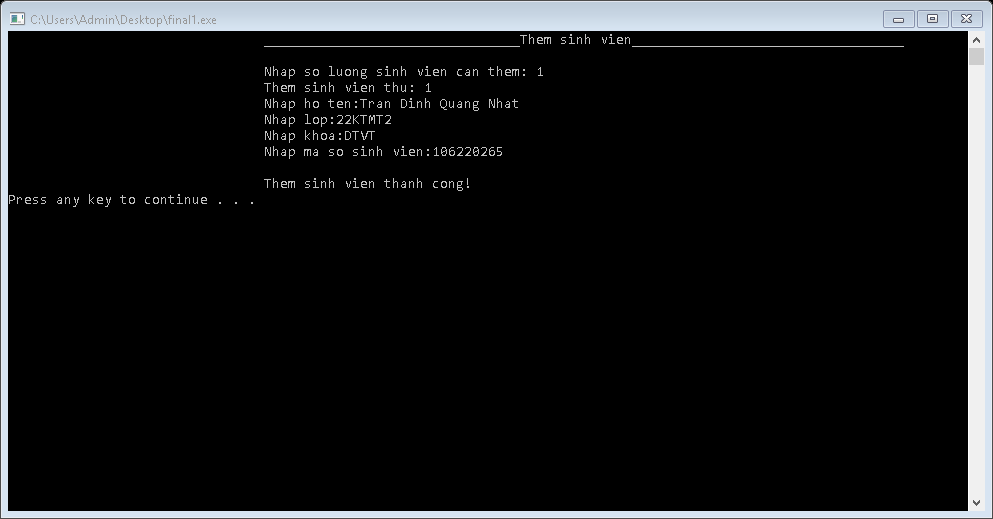 C:\Users\Admin\Desktop\final1.exe
________________________________Them sinh vien__________________________________
Nhap so luong sinh vien can them: 1
Them sinh vien thu: 1
Nhap ho ten:Tran Dinh Quang Nhat
Nhap lop:22KTMT2
Nhap khoa:DTVT
Nhap ma so sinh vien:106220265
Them sinh vien thanh cong!
Press any key to continue . . .